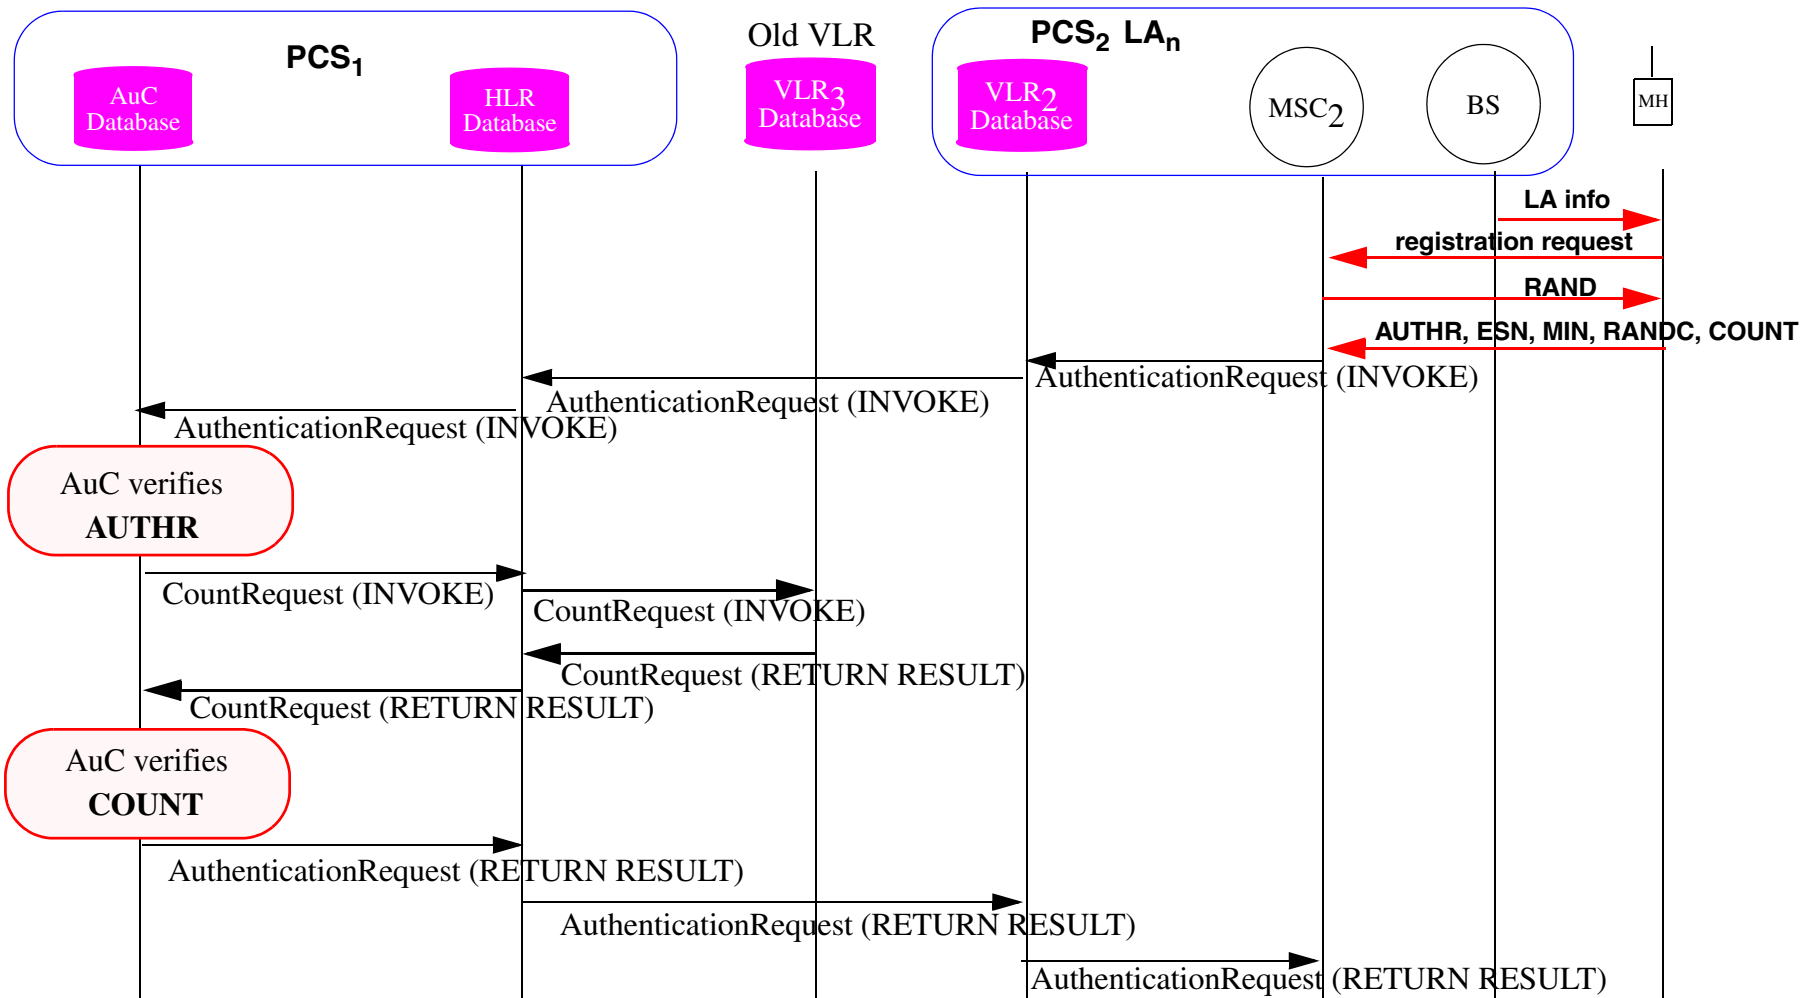 PCS1
Old VLR
PCS2 LAn
AuC
Database
HLR
Database
VLR3
Database
VLR2
Database
MSC2
BS
MH
LA info
registration request
RAND
AUTHR, ESN, MIN, RANDC, COUNT
AuthenticationRequest (INVOKE)
AuthenticationRequest (INVOKE)
AuthenticationRequest (INVOKE)
AuC verifies
AUTHR
CountRequest (INVOKE)
CountRequest (INVOKE)
CountRequest (RETURN RESULT)
CountRequest (RETURN RESULT)
AuC verifies
COUNT
AuthenticationRequest (RETURN RESULT)
AuthenticationRequest (RETURN RESULT)
AuthenticationRequest (RETURN RESULT)